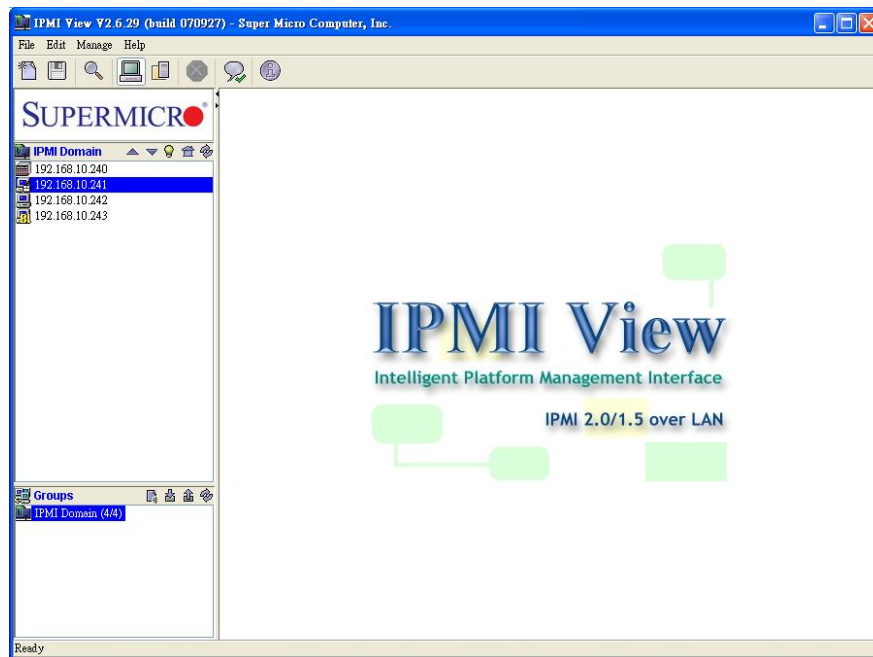 IPMI View V2.6.29 (build 070927) - Super Micro Computer, Inc.
File Edit Manage Help
SUPERMICRO
IPMI Domain
192.168.10.240
192.168.10.241
192.168.10.242
192.168.10.243
IPMI View
Intelligent Platform Management Interface
IPMI 2.0/1.5 over LAN
Groups
IPMI Domain (4/4)
Ready